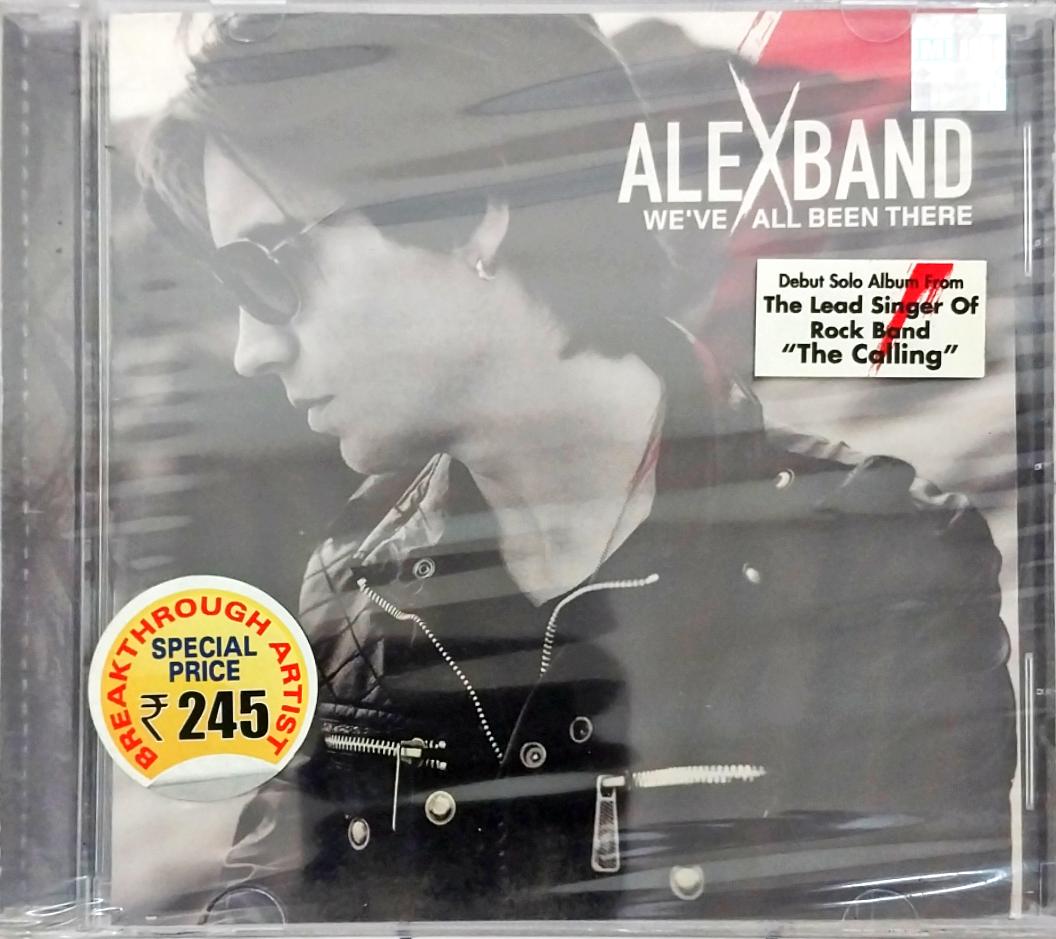 ALEXBAND
WE'VE ALL BEEN THERE
Debut Solo Album From
The Lead Singer Of
Rock Band
"The Calling"
BREAKTHROUGH ARTIST
SPECIAL
PRICE
₹ 245